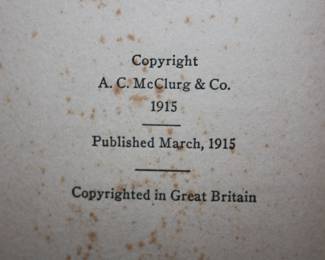 Copyright
A. C. McClurg & Co.
1915
Published March, 1915
Copyrighted in Great Britain